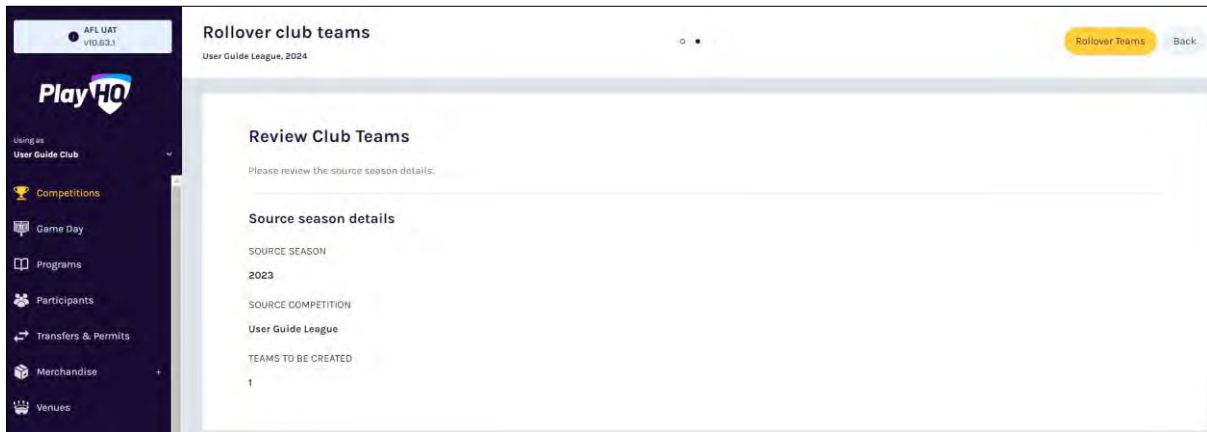 AFL UAT
v10.63.1
PlayHQ
Using as
User Guide Club
Competitions
Game Day
Programs
Participants
Transfers & Permits
Merchandise +
Venues
Rollover club teams
User Guide League, 2024
Rollover Teams
Back
Review Club Teams
Please review the source season details.
Source season details
SOURCE SEASON
2023
SOURCE COMPETITION
User Guide League
TEAMS TO BE CREATED
1